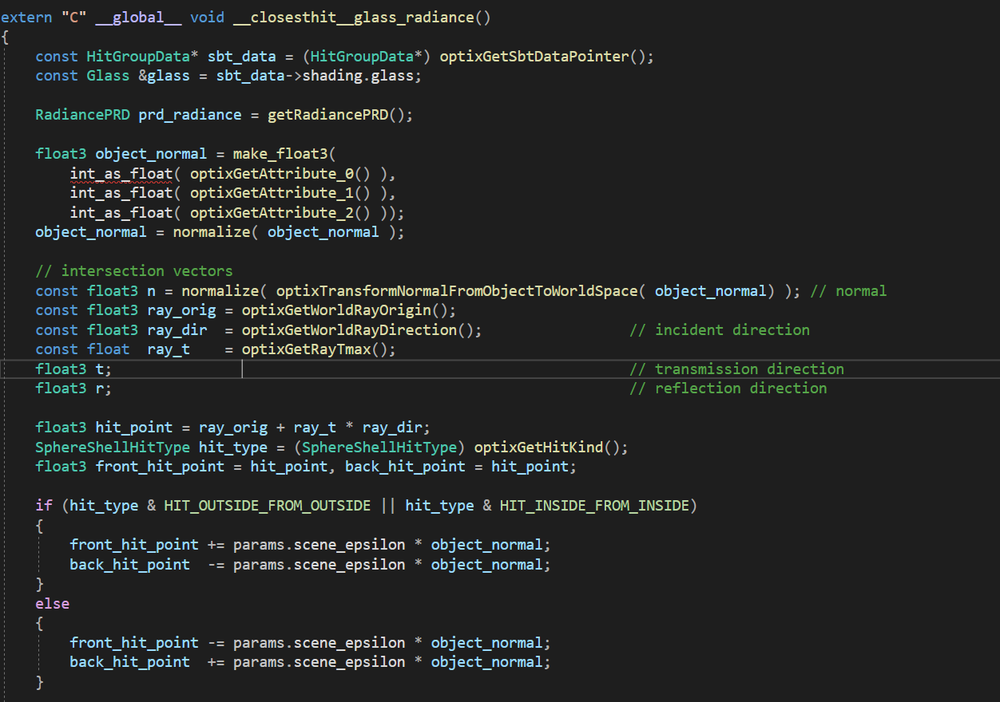 extern "C" __global__ void __closesthit__glass_radiance()
{
    const HitGroupData* sbt_data = (HitGroupData*) optixGetSbtDataPointer();
    const Glass &glass = sbt_data->shading.glass;

    RadiancePRD prd_radiance = getRadiancePRD();

    float3 object_normal = make_float3(
        int_as_float( optixGetAttribute_0() ),
        int_as_float( optixGetAttribute_1() ),
        int_as_float( optixGetAttribute_2() ));
    object_normal = normalize( object_normal );

    // intersection vectors
    const float3 n = normalize( optixTransformNormalFromObjectToWorldSpace( object_normal) ); // normal
    const float3 ray_orig = optixGetWorldRayOrigin();
    const float3 ray_dir  = optixGetWorldRayDirection();                 // incident direction
    const float  ray_t    = optixGetRayTmax();
    float3 t;                                                            // transmission direction
    float3 r;                                                            // reflection direction

    float3 hit_point = ray_orig + ray_t * ray_dir;
    SphereShellHitType hit_type = (SphereShellHitType) optixGetHitKind();
    float3 front_hit_point = hit_point, back_hit_point = hit_point;

    if (hit_type & HIT_OUTSIDE_FROM_OUTSIDE || hit_type & HIT_INSIDE_FROM_INSIDE)
    {
        front_hit_point += params.scene_epsilon * object_normal;
        back_hit_point  -= params.scene_epsilon * object_normal;
    }
    else
    {
        front_hit_point -= params.scene_epsilon * object_normal;
        back_hit_point  += params.scene_epsilon * object_normal;
    }